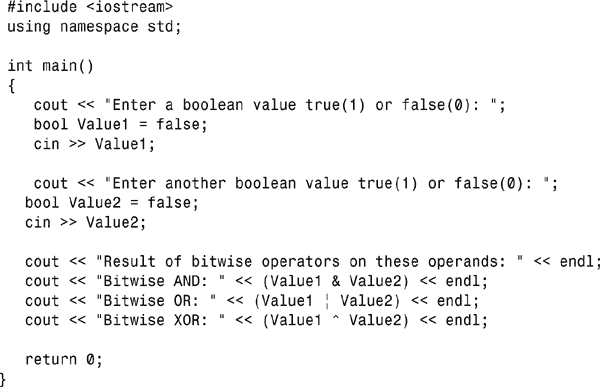 #include <iostream>
using namespace std;
int main()
{
cout << "Enter a boolean value true(1) or false(0): ";
bool Value1 = false;
cin >> Value1;
cout << "Enter another boolean value true(1) or false(0): ";
bool Value2 = false;
cin >> Value2;
cout << "Result of bitwise operators on these operands: " << endl;
cout << "Bitwise AND: " << (Value1 & Value2) << endl;
cout << "Bitwise OR: " << (Value1 ¦ Value2) << endl;
cout << "Bitwise XOR: " << (Value1 ^ Value2) << endl;
return 0;
}